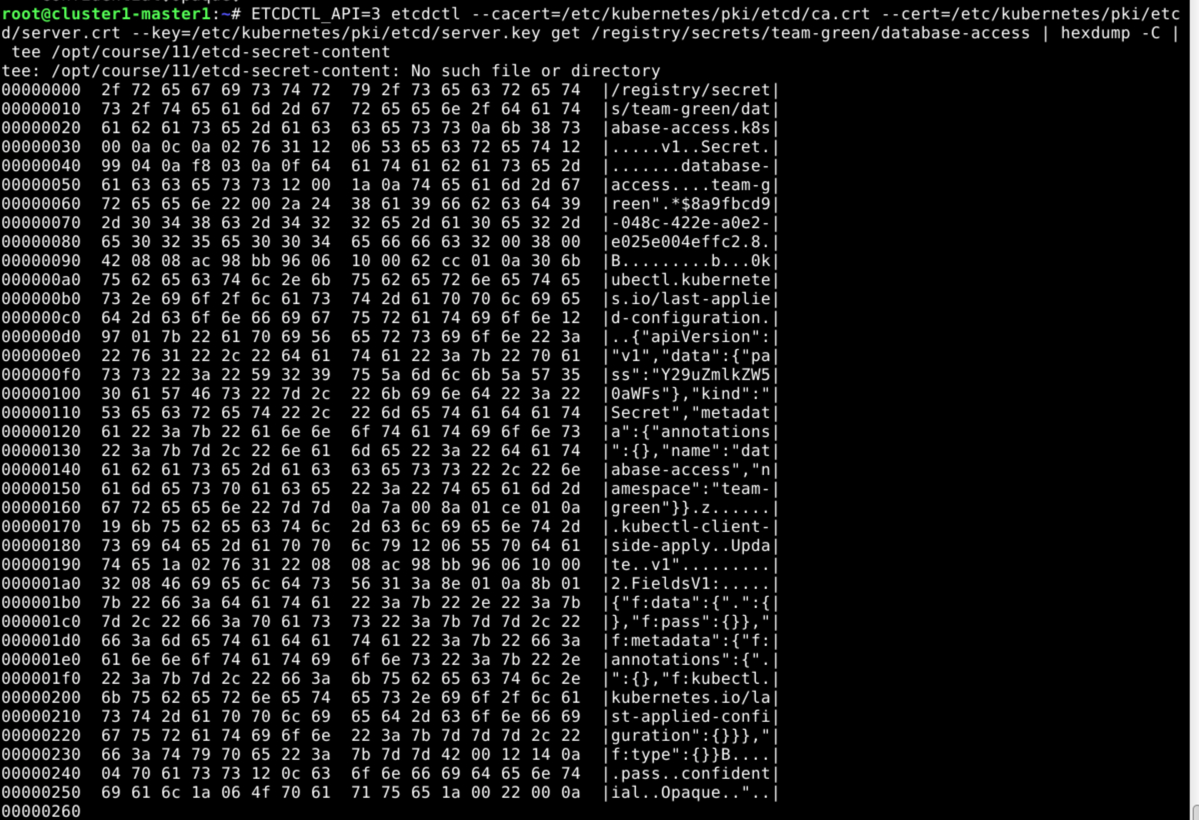 root@cluster1-master1:~# ETCDCTL_API=3 etcdctl --cacert=/etc/kubernetes/pki/etcd/ca.crt --cert=/etc/kubernetes/pki/etc
d/server.crt --key=/etc/kubernetes/pki/etcd/server.key get /registry/secrets/team-green/database-access | hexdump -C |
 tee /opt/course/11/etcd-secret-content
tee: /opt/course/11/etcd-secret-content: No such file or directory
00000000  2f 72 65 67 69 73 74 72  79 2f 73 65 63 72 65 74  |/registry/secret|
00000010  73 2f 74 65 61 6d 2d 67  72 65 65 6e 2f 64 61 74  |s/team-green/dat|
00000020  61 62 61 73 65 2d 61 63  63 65 73 73 0a 6b 38 73  |abase-access.k8s|
00000030  00 0a 0c 0a 02 76 31 12  06 53 65 63 72 65 74 12  |.....v1..Secret.|
00000040  99 04 0a f8 03 0a 0f 64  61 74 61 62 61 73 65 2d  |.......database-|
00000050  61 63 63 65 73 73 12 00  1a 0a 74 65 61 6d 2d 67  |access....team-g|
00000060  72 65 65 6e 22 00 2a 24  38 61 39 66 62 63 64 39  |reen".*$8a9fbcd9|
00000070  2d 30 34 38 63 2d 34 32  32 65 2d 61 30 65 32 2d  |-048c-422e-a0e2-|
00000080  65 30 32 35 65 30 30 34  65 66 66 63 32 00 38 00  |e025e004effc2.8.|
00000090  42 08 08 ac 98 bb 96 06  10 00 62 cc 01 0a 30 6b  |B.........b...0k|
000000a0  75 62 65 63 74 6c 2e 6b  75 62 65 72 6e 65 74 65  |ubectl.kubernete|
000000b0  73 2e 69 6f 2f 6c 61 73  74 2d 61 70 70 6c 69 65  |s.io/last-applie|
000000c0  64 2d 63 6f 6e 66 69 67  75 72 61 74 69 6f 6e 12  |d-configuration.|
000000d0  97 01 7b 22 61 70 69 56  65 72 73 69 6f 6e 22 3a  |..{"apiVersion":|
000000e0  22 76 31 22 2c 22 64 61  74 61 22 3a 7b 22 70 61  |"v1","data":{"pa|
000000f0  73 73 22 3a 22 59 32 39  75 5a 6d 6c 6b 5a 57 35  |ss":"Y29uZmlkZW5|
00000100  30 61 57 46 73 22 7d 2c  22 6b 69 6e 64 22 3a 22  |0aWFs"},"kind":"|
00000110  53 65 63 72 65 74 22 2c  22 6d 65 74 61 64 61 74  |Secret","metadat|
00000120  61 22 3a 7b 22 61 6e 6e  6f 74 61 74 69 6f 6e 73  |a":{"annotations|
00000130  22 3a 7b 7d 2c 22 6e 61  6d 65 22 3a 22 64 61 74  |":{},"name":"dat|
00000140  61 62 61 73 65 2d 61 63  63 65 73 73 22 2c 22 6e  |abase-access","n|
00000150  61 6d 65 73 70 61 63 65  22 3a 22 74 65 61 6d 2d  |amespace":"team-|
00000160  67 72 65 65 6e 22 7d 7d  0a 7a 00 8a 01 ce 01 0a  |green"}}.z......|
00000170  19 6b 75 62 65 63 74 6c  2d 63 6c 69 65 6e 74 2d  |.kubectl-client-|
00000180  73 69 64 65 2d 61 70 70  6c 79 12 06 55 70 64 61  |side-apply..Upda|
00000190  74 65 1a 02 76 31 22 08  08 ac 98 bb 96 06 10 00  |te..v1".........|
000001a0  32 08 46 69 65 6c 64 73  56 31 3a 8e 01 0a 8b 01  |2.FieldsV1:.....|
000001b0  7b 22 66 3a 64 61 74 61  22 3a 7b 22 2e 22 3a 7b  |{"f:data":{".":{|
000001c0  7d 2c 22 66 3a 70 61 73  73 22 3a 7b 7d 7d 2c 22  |},"f:pass":{}},"|
000001d0  66 3a 6d 65 74 61 64 61  74 61 22 3a 7b 22 66 3a  |f:metadata":{"f:|
000001e0  61 6e 6e 6f 74 61 74 69  6f 6e 73 22 3a 7b 22 2e  |annotations":{".|
000001f0  22 3a 7b 7d 2c 22 66 3a  6b 75 62 65 63 74 6c 2e  |":{},"f:kubectl.|
00000200  6b 75 62 65 72 6e 65 74  65 73 2e 69 6f 2f 6c 61  |kubernetes.io/la|
00000210  73 74 2d 61 70 70 6c 69  65 64 2d 63 6f 6e 66 69  |st-applied-confi|
00000220  67 75 72 61 74 69 6f 6e  22 3a 7b 7d 7d 7d 2c 22  |guration":{}}},"|
00000230  66 3a 74 79 70 65 22 3a  7b 7d 7d 42 00 12 14 0a  |f:type":{}}B....|
00000240  04 70 61 73 73 12 0c 63  6f 6e 66 69 64 65 6e 74  |.pass..confident|
00000250  69 61 6c 1a 06 4f 70 61  71 75 65 1a 00 22 00 0a  |ial..Opaque.."..|
00000260